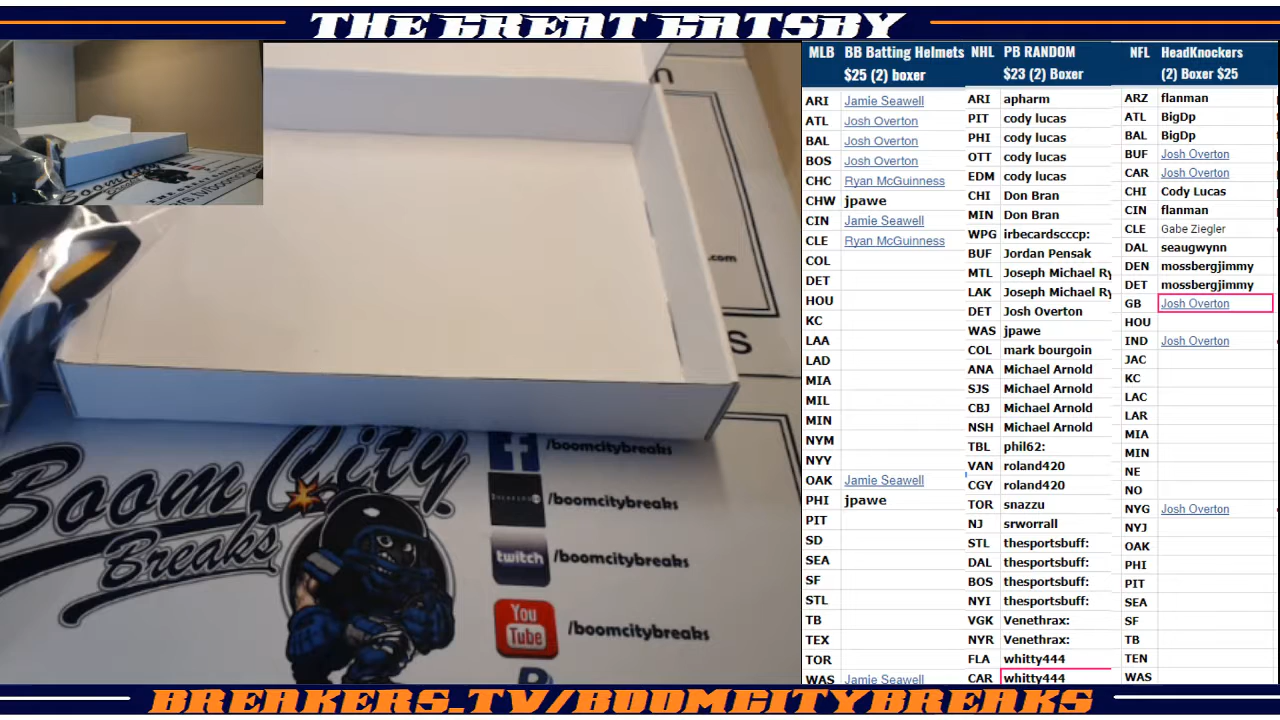 THE GREAT GATSBY
MLB BB Batting Helmets
$25 (2) boxer
ARI Jamie Seawell
ATL Josh Overton
BAL Josh Overton
BOS Josh Overton
CHC Ryan McGuinness
CHW jpawe
CIN Jamie Seawell
CLE Ryan McGuinness
COL
DET
HOU
KC
LAA
LAD
MIA
MIL
MIN
NYM
NYY
OAK Jamie Seawell
PHI jpawe
PIT
SD
SEA
SF
STL
TB
TEX
TOR
WAS Jamie Seawell
NHL PB RANDOM
$23 (2) Boxer
ARI apharm
PIT cody lucas
PHI cody lucas
OTT cody lucas
EDM cody lucas
CHI Don Bran
MIN Don Bran
WPG irbecardscccp:
BUF Jordan Pensak
MTL Joseph Michael Ry
LAK Joseph Michael Ry
DET Josh Overton
WAS jpawe
COL mark bourgoin
ANA Michael Arnold
SJS Michael Arnold
CBJ Michael Arnold
NSH Michael Arnold
TBL phil62:
VAN roland420
CGY roland420
TOR snazzu
NJ srworrall
STL thesportsbuff:
DAL thesportsbuff:
BOS thesportsbuff:
NYI thesportsbuff:
VGK Venethrax:
NYR Venethrax:
FLA whitty444
CAR whitty444
NFL HeadKnockers
(2) Boxer $25
ARZ flanman
ATL BigDp
BAL BigDp
BUF Josh Overton
CAR Josh Overton
CHI Cody Lucas
CIN flanman
CLE Gabe Ziegler
DAL seaugwynn
DEN mossbergjimmy
DET mossbergjimmy
GB Josh Overton
HOU
IND Josh Overton
JAC
KC
LAC
LAR
MIA
MIN
NE
NO
NYG Josh Overton
NYJ
OAK
PHI
PIT
SEA
SF
TB
TEN
WAS
.com
S
Boom City
Breaks
f /boomcitybreaks
/boomcitybreaks
twitch /boomcitybreaks
You Tube /boomcitybreaks
BREAKERS.TV/BOOMCITYBREAKS